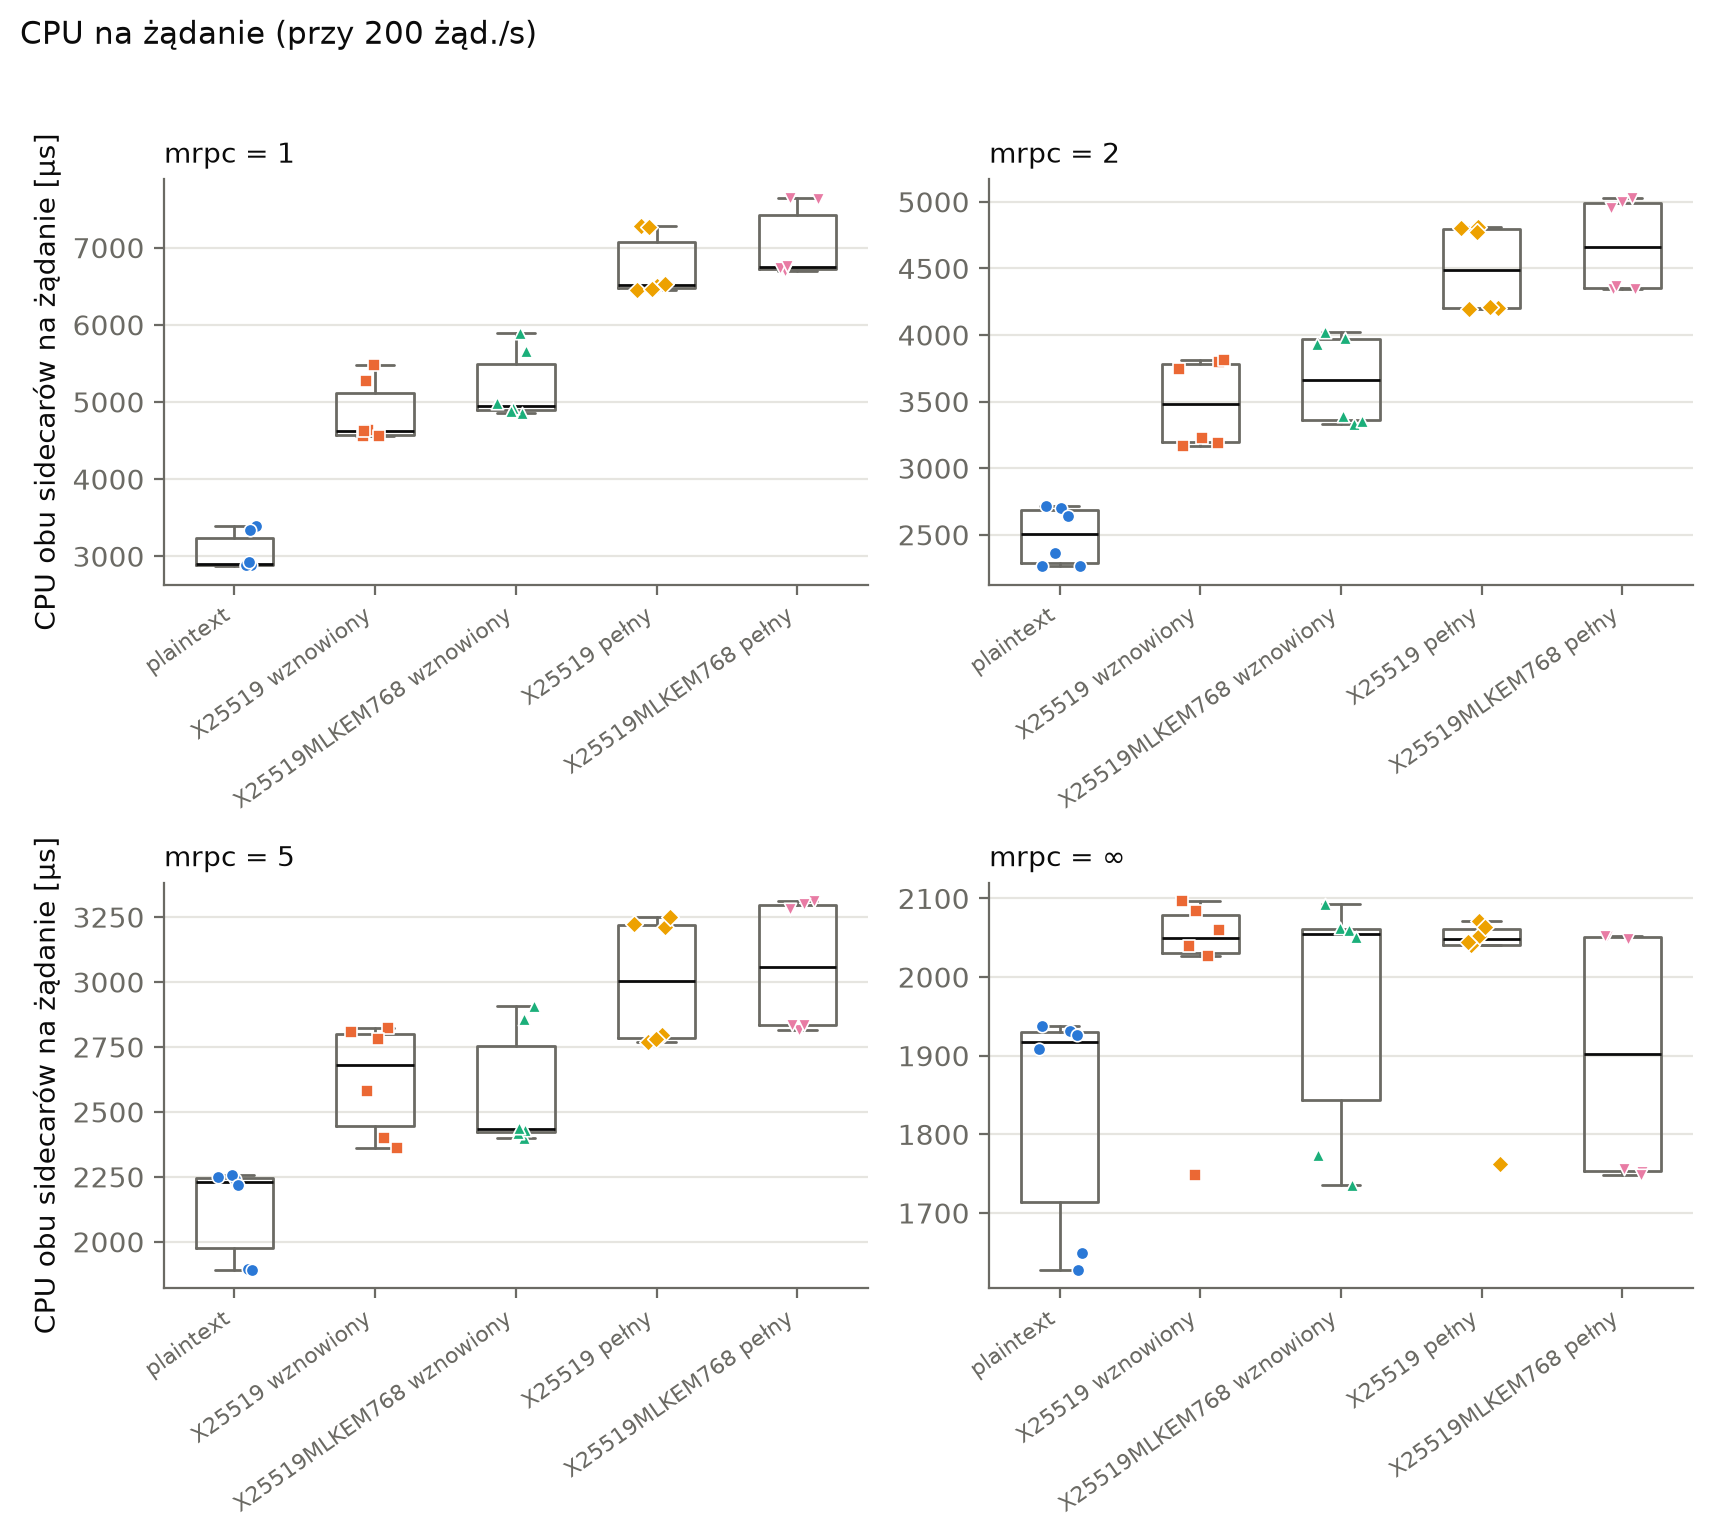 CPU na żądanie (przy 200 żąd./s)
mrpc = 1
CPU obu sidecarów na żądanie [µs]
7000
6000
5000
4000
3000
plaintext
X25519 wznowiony
X25519MLKEM768 wznowiony
X25519 pełny
X25519MLKEM768 pełny
mrpc = 2
5000
4500
4000
3500
3000
2500
plaintext
X25519 wznowiony
X25519MLKEM768 wznowiony
X25519 pełny
X25519MLKEM768 pełny
mrpc = 5
CPU obu sidecarów na żądanie [µs]
3250
3000
2750
2500
2250
2000
plaintext
X25519 wznowiony
X25519MLKEM768 wznowiony
X25519 pełny
X25519MLKEM768 pełny
mrpc = ∞
2100
2000
1900
1800
1700
plaintext
X25519 wznowiony
X25519MLKEM768 wznowiony
X25519 pełny
X25519MLKEM768 pełny